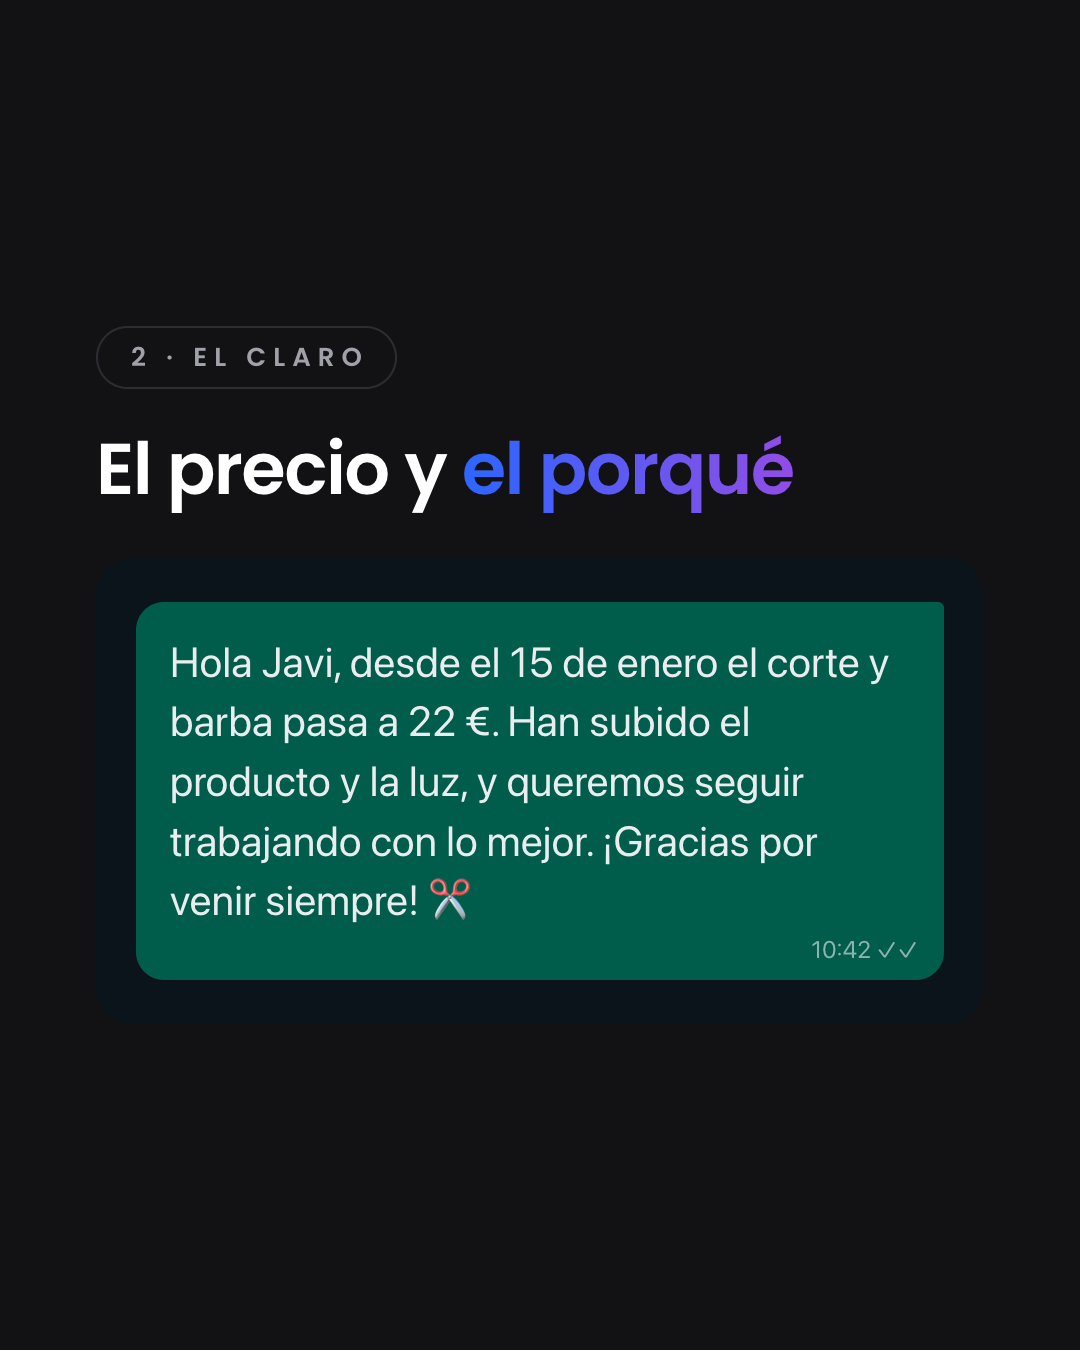 2 · EL CLARO
El precio y el porqué
Hola Javi, desde el 15 de enero el corte y
barba pasa a 22 €. Han subido el
producto y la luz, y queremos seguir
trabajando con lo mejor. ¡Gracias por
venir siempre! ✂️
10:42 ✓✓